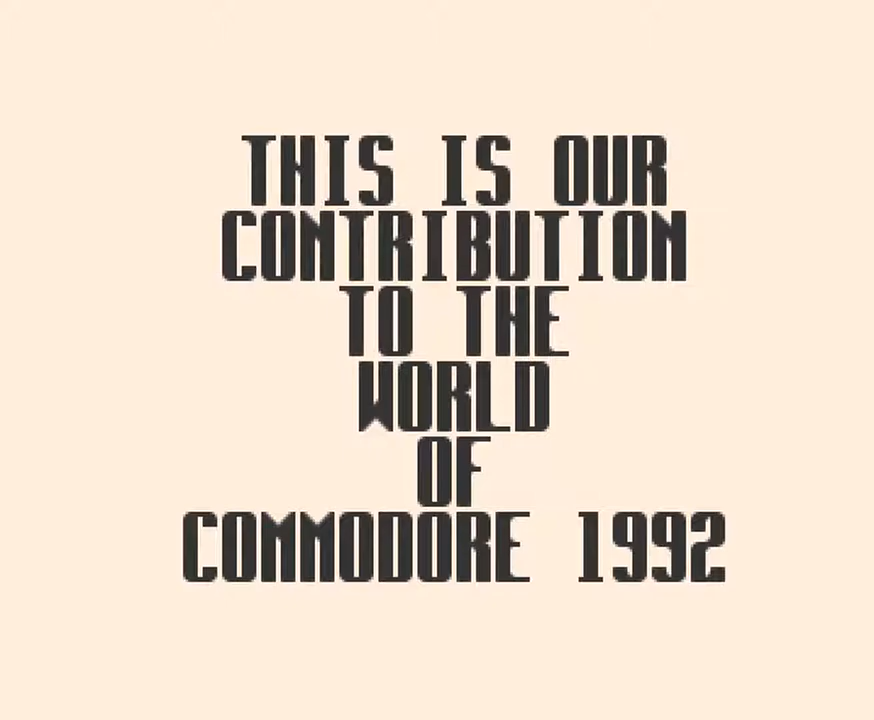 THIS IS OUR
CONTRIBUTION
TO THE
WORLD
OF
COMMODORE 1992